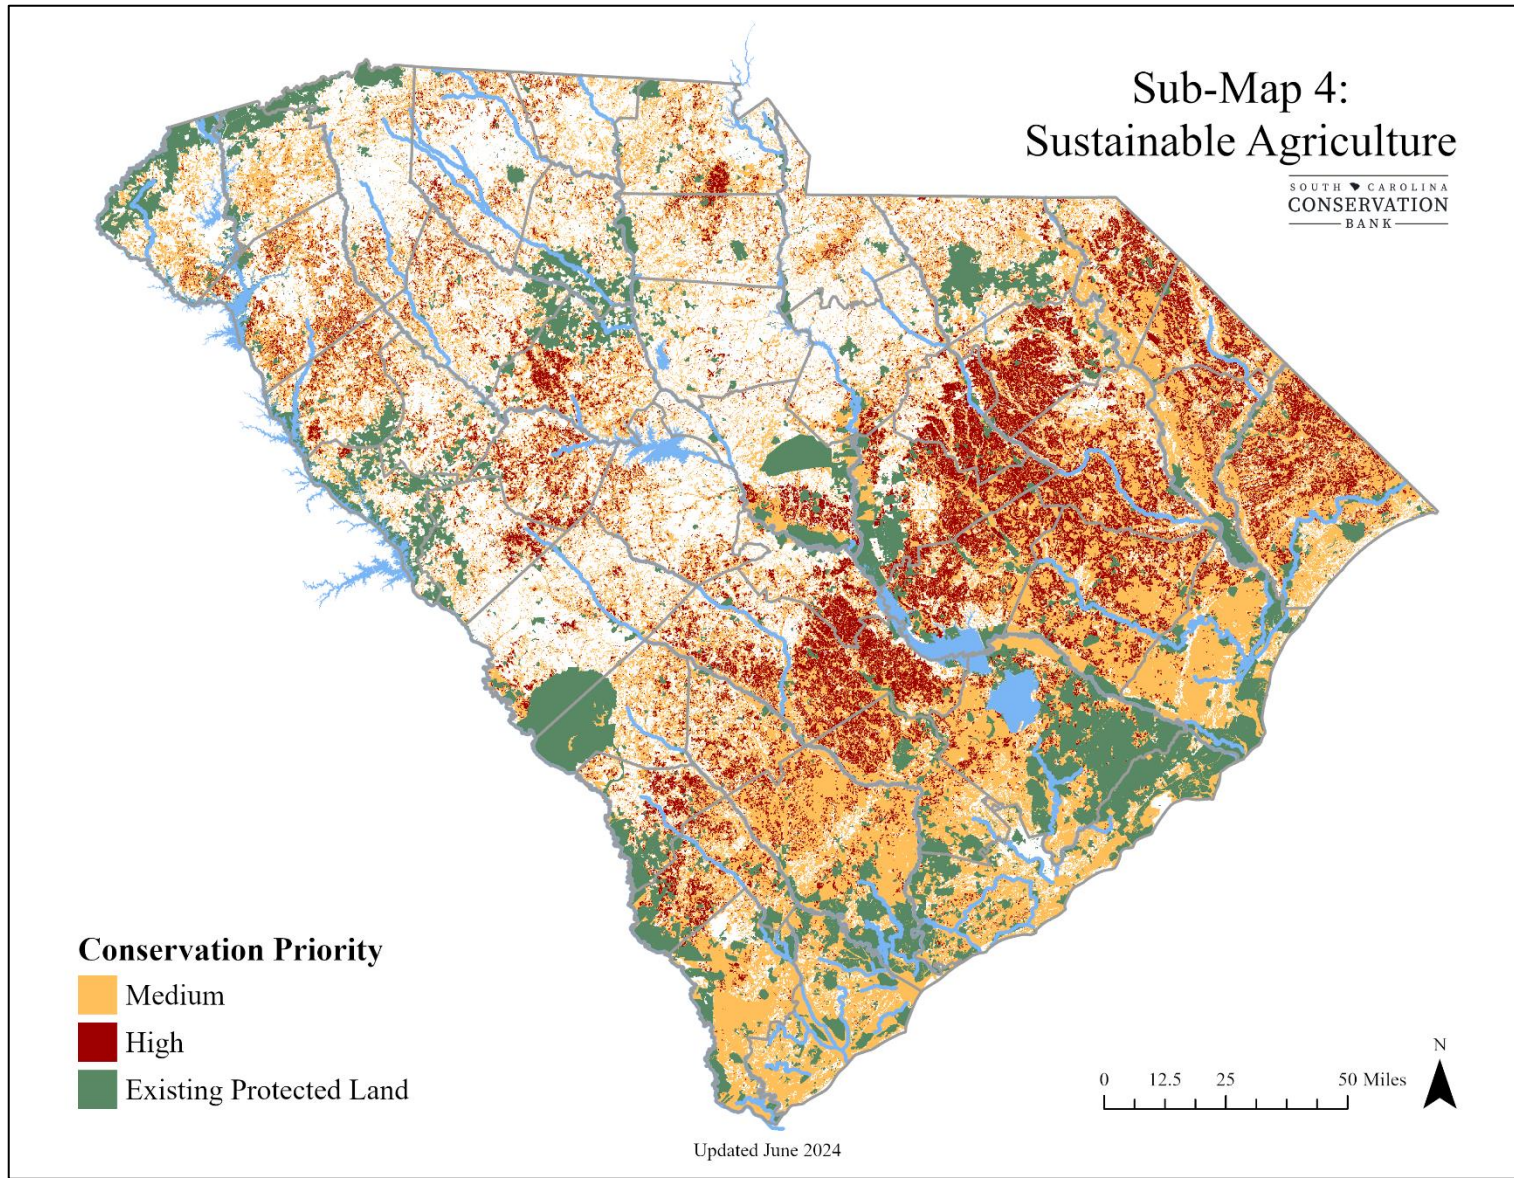 Sub-Map 4:
Sustainable Agriculture
SOUTH CAROLINA
CONSERVATION
BANK
Conservation Priority
Medium
High
Existing Protected Land
N
0 12.5 25 50 Miles
Updated June 2024